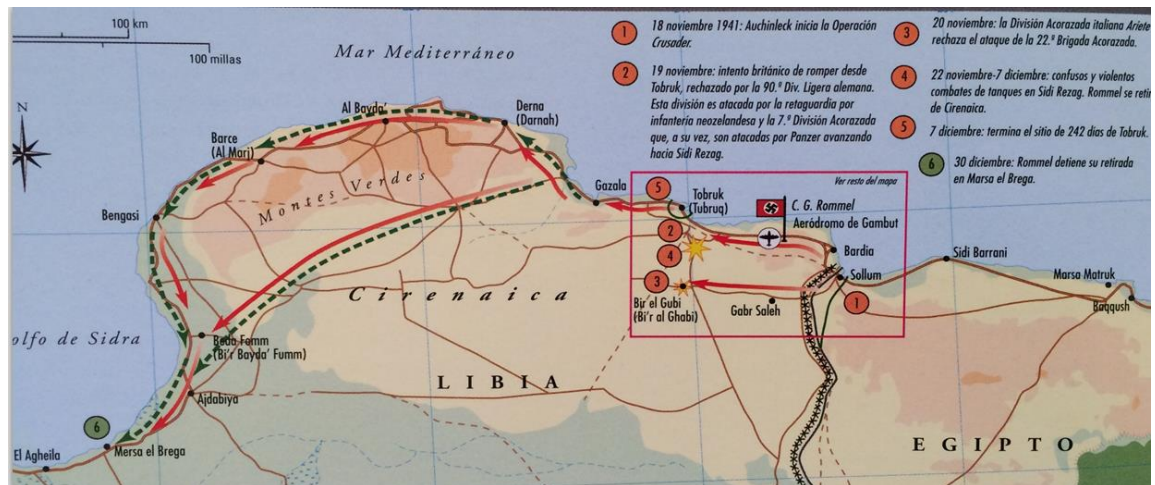 100 km
100 millas
Mar Mediterráneo
N
1
18 noviembre 1941: Auchinleck inicia la Operación
Crusader.
2
19 noviembre: intento británico de romper desde
Tobruk, rechazado por la 90.ª Div. Ligera alemana.
Esta división es atacada por la retaguardia por
infantería neozelandesa y la 7.ª División Acorazada
que, a su vez, son atacadas por Panzer avanzando
hacia Sidi Rezag.
3
20 noviembre: la División Acorazada italiana Ariete
rechaza el ataque de la 22.ª Brigada Acorazada.
4
22 noviembre-7 diciembre: confusos y violentos
combates de tanques en Sidi Rezag. Rommel se retir
de Cirenaica.
5
7 diciembre: termina el sitio de 242 días de Tobruk.
6
30 diciembre: Rommel detiene su retirada
en Marsa el Brega.
Al Bayda'
Derna
(Darnah)
Barce
(Al Marj)
Montes Verdes
Bengasi
Gazala
5
Tobruk
(Tubruq)
Ver resto del mapa
C. G. Rommel
Aeródromo de Gambut
2
4
3
Bardia
Sollum
Sidi Barrani
Marsa Matruk
Baqqush
1
Bir el Gubi
(Bi'r al Ghabi)
Gabr Saleh
Cirenaica
olfo de Sidra
Beda Fomm
(Bi'r Bayda' Fumm)
LIBIA
Ajdabiya
6
Mersa el Brega
El Agheila
EGIPTO